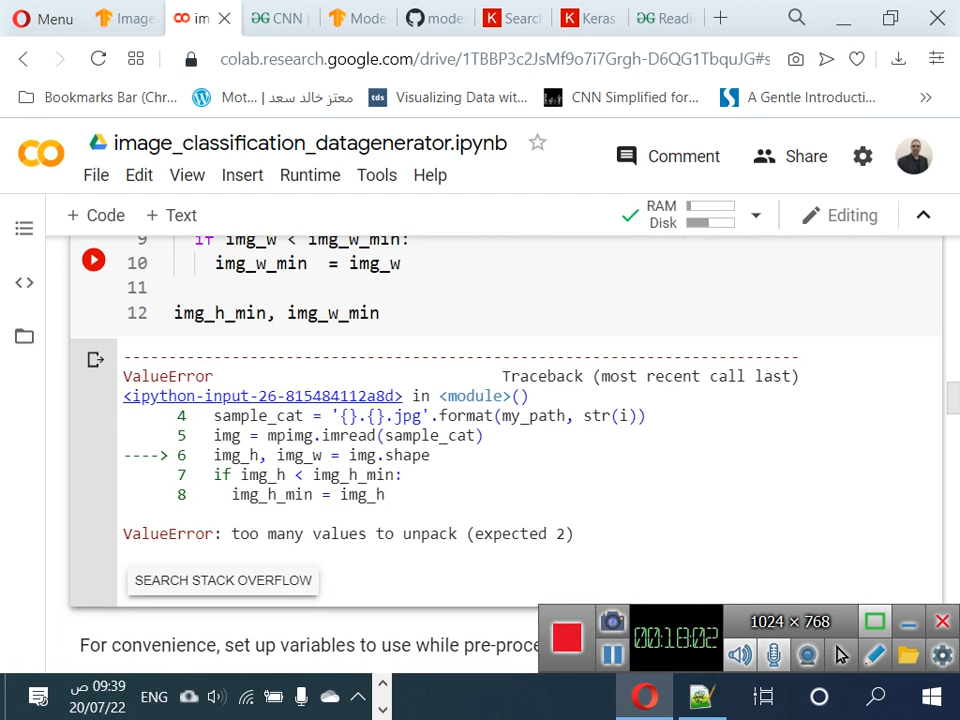 Menu
Image
im
CNN
Mode
mode
Sear
Keras
Readi
colab.research.google.com/drive/1TBBP3c2JsMf9o7i7Grgh-D6QG1TbquJG#s
Bookmarks Bar (Chr...
Mot... | معتز خالد سعد
tds
Visualizing Data wit...
CNN Simplified for...
A Gentle Introducti...
image_classification_datagenerator.ipynb
Comment
Share
File Edit View Insert Runtime Tools Help
+ Code + Text
RAM
Disk
Editing
9 if img_w < img_w_min:
10 img_w_min = img_w
11
12 img_h_min, img_w_min
---------------------------------------------------------------------------
ValueError Traceback (most recent call last)
<ipython-input-26-815484112a8d> in <module>()
4 sample_cat = '{}.{}.jpg'.format(my_path, str(i))
5 img = mpimg.imread(sample_cat)
----> 6 img_h, img_w = img.shape
7 if img_h < img_h_min:
8 img_h_min = img_h
ValueError: too many values to unpack (expected 2)
SEARCH STACK OVERFLOW
For convenience, set up variables to use while pre-proce
00:18:02
1024 × 768
09:39 ص
20/07/22
ENG